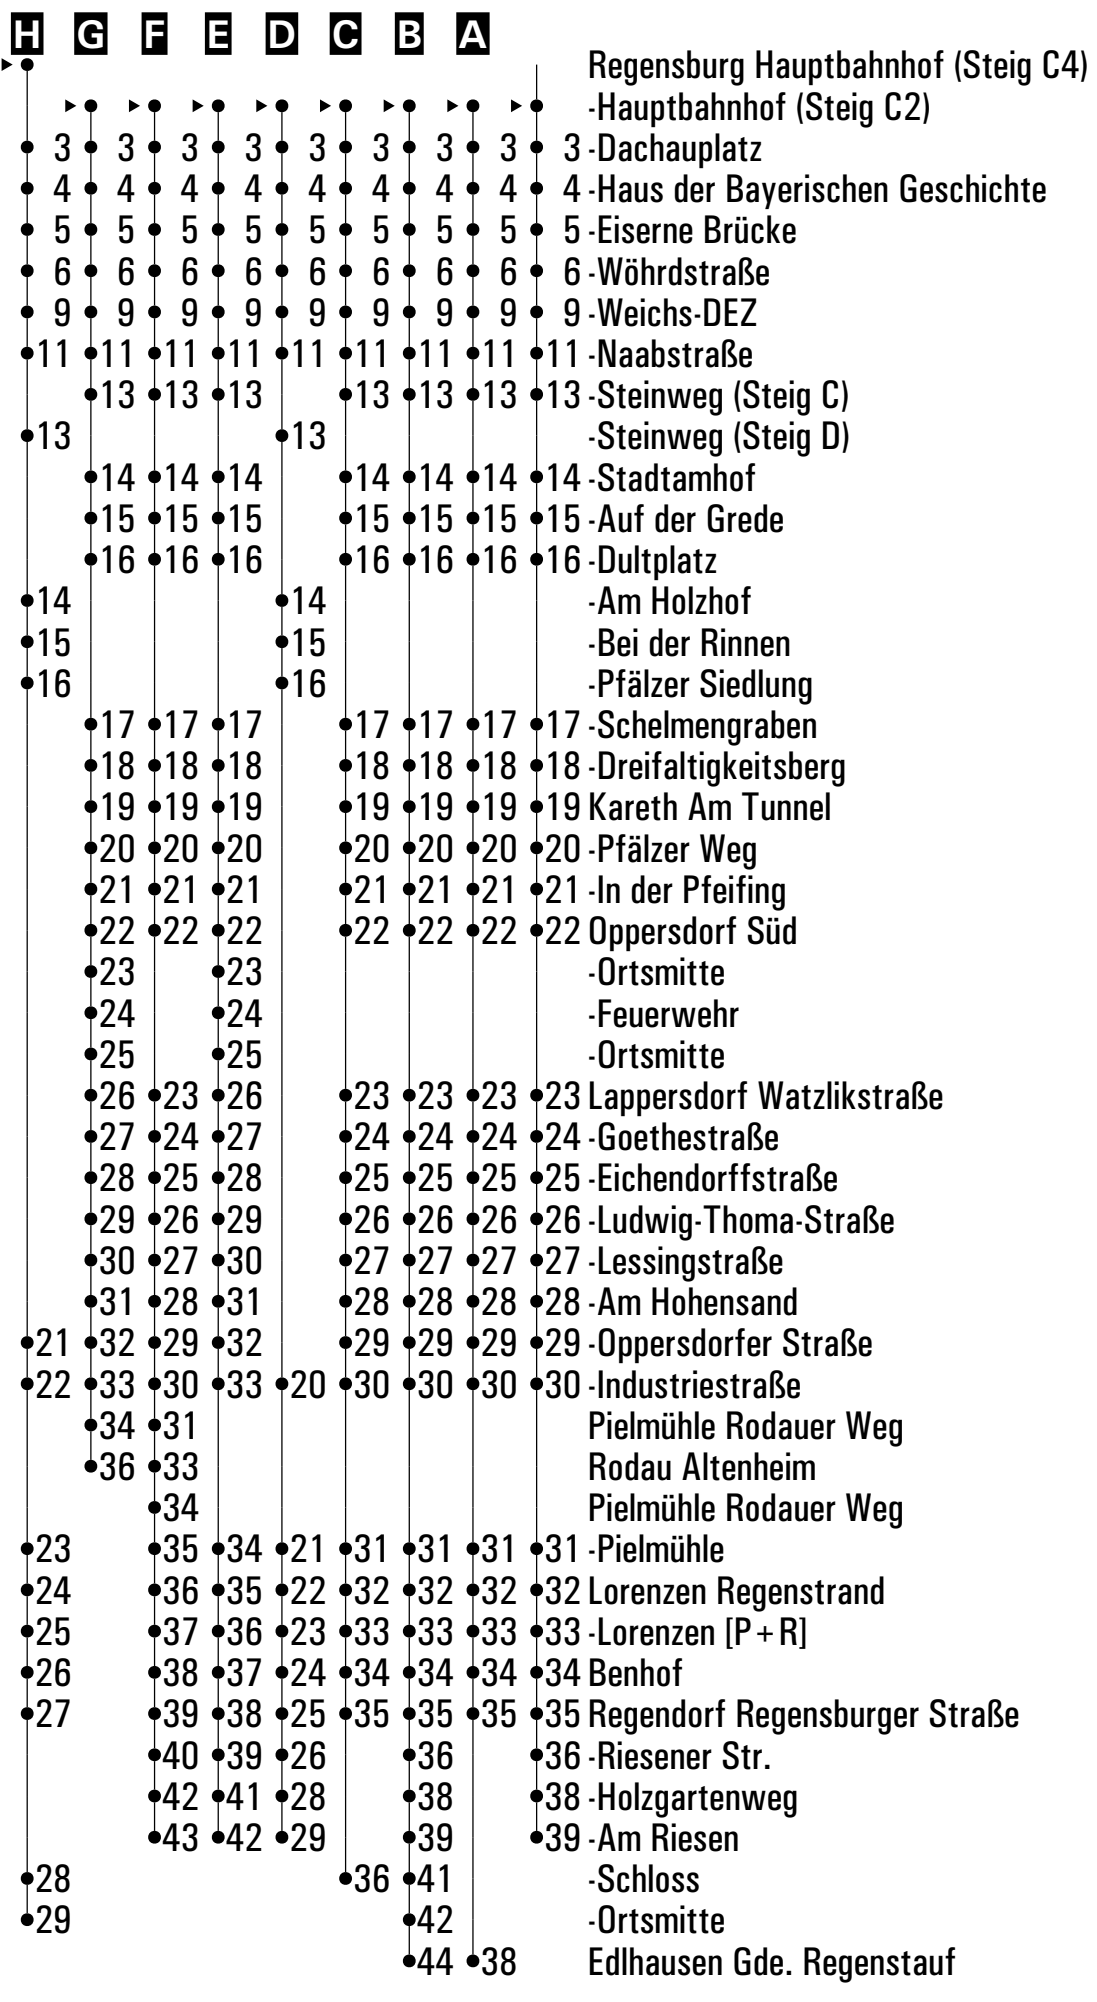 H G F E D C B A
Regensburg Hauptbahnhof (Steig C4)
-Hauptbahnhof (Steig C2)
3 3 3 3 3 3 3 3 3 -Dachauplatz
4 4 4 4 4 4 4 4 4 -Haus der Bayerischen Geschichte
5 5 5 5 5 5 5 5 5 -Eiserne Brücke
6 6 6 6 6 6 6 6 6 -Wöhrdstraße
9 9 9 9 9 9 9 9 9 -Weichs-DEZ
11 11 11 11 11 11 11 11 11 -Naabstraße
13 13 13 13 13 13 13 -Steinweg (Steig C)
13 13 -Steinweg (Steig D)
14 14 14 14 14 14 14 -Stadtamhof
15 15 15 15 15 15 15 -Auf der Grede
16 16 16 16 16 16 16 -Dultplatz
14 14 -Am Holzhof
15 15 -Bei der Rinnen
16 16 -Pfälzer Siedlung
17 17 17 17 17 17 17 -Schelmengraben
18 18 18 18 18 18 18 -Dreifaltigkeitsberg
19 19 19 19 19 19 19 Kareth Am Tunnel
20 20 20 20 20 20 20 -Pfälzer Weg
21 21 21 21 21 21 21 -In der Pfeifing
22 22 22 22 22 22 22 Oppersdorf Süd
23 23 -Ortsmitte
24 24 -Feuerwehr
25 25 -Ortsmitte
26 23 26 23 23 23 23 Lappersdorf Watzlikstraße
27 24 27 24 24 24 24 -Goethestraße
28 25 28 25 25 25 25 -Eichendorffstraße
29 26 29 26 26 26 26 -Ludwig-Thoma-Straße
30 27 30 27 27 27 27 -Lessingstraße
31 28 31 28 28 28 28 -Am Hohensand
21 32 29 32 29 29 29 29 -Oppersdorfer Straße
22 33 30 33 20 30 30 30 30 -Industriestraße
34 31 Pielmühle Rodauer Weg
36 33 Rodau Altenheim
34 Pielmühle Rodauer Weg
23 35 34 21 31 31 31 31 -Pielmühle
24 36 35 22 32 32 32 32 Lorenzen Regenstrand
25 37 36 23 33 33 33 33 -Lorenzen [P+R]
26 38 37 24 34 34 34 34 Benhof
27 39 38 25 35 35 35 35 Regendorf Regensburger Straße
40 39 26 36 36 -Riesener Str.
42 41 28 38 38 -Holzgartenweg
43 42 29 39 39 -Am Riesen
28 36 41 -Schloss
29 42 -Ortsmitte
44 38 Edlhausen Gde. Regenstauf